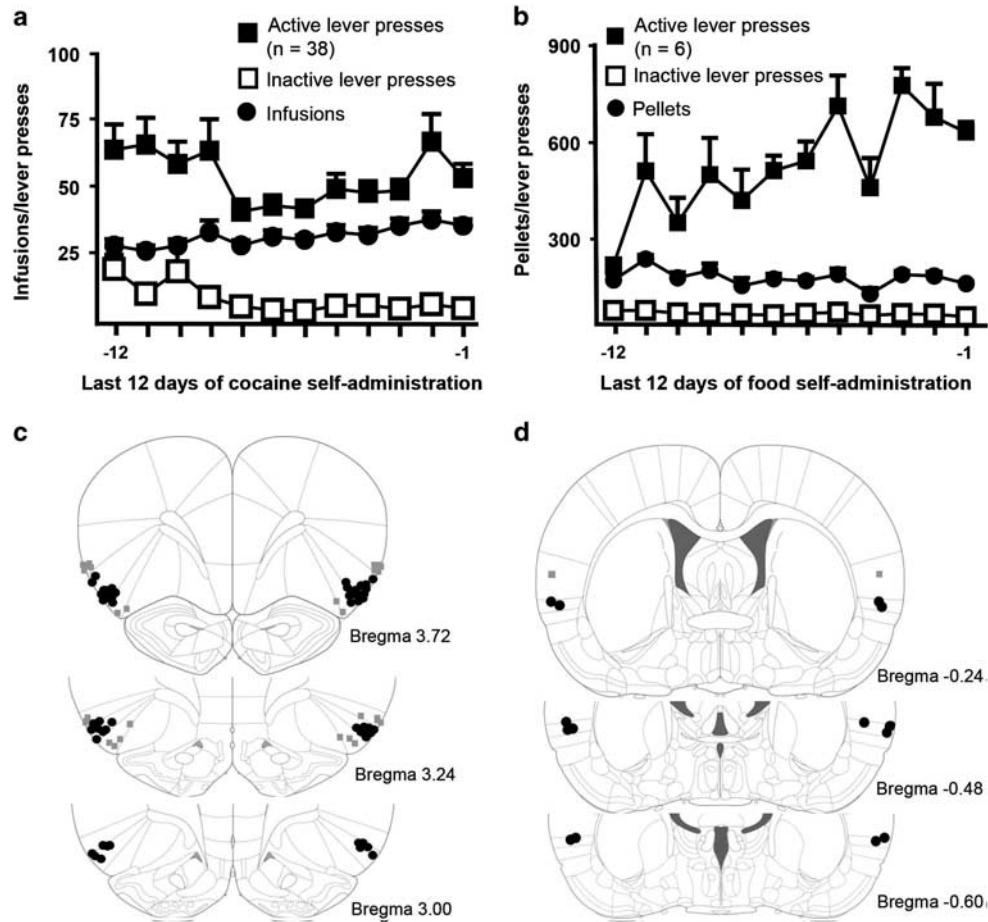 a
Active lever presses
(n = 38)
Inactive lever presses
Infusions
100
75
50
25
Infusions/lever presses
-12
-1
Last 12 days of cocaine self-administration
b
Active lever presses
(n = 6)
Inactive lever presses
Pellets
900
600
300
Pellets/lever presses
-12
-1
Last 12 days of food self-administration
c
Bregma 3.72
Bregma 3.24
Bregma 3.00
d
Bregma -0.24
Bregma -0.48
Bregma -0.60